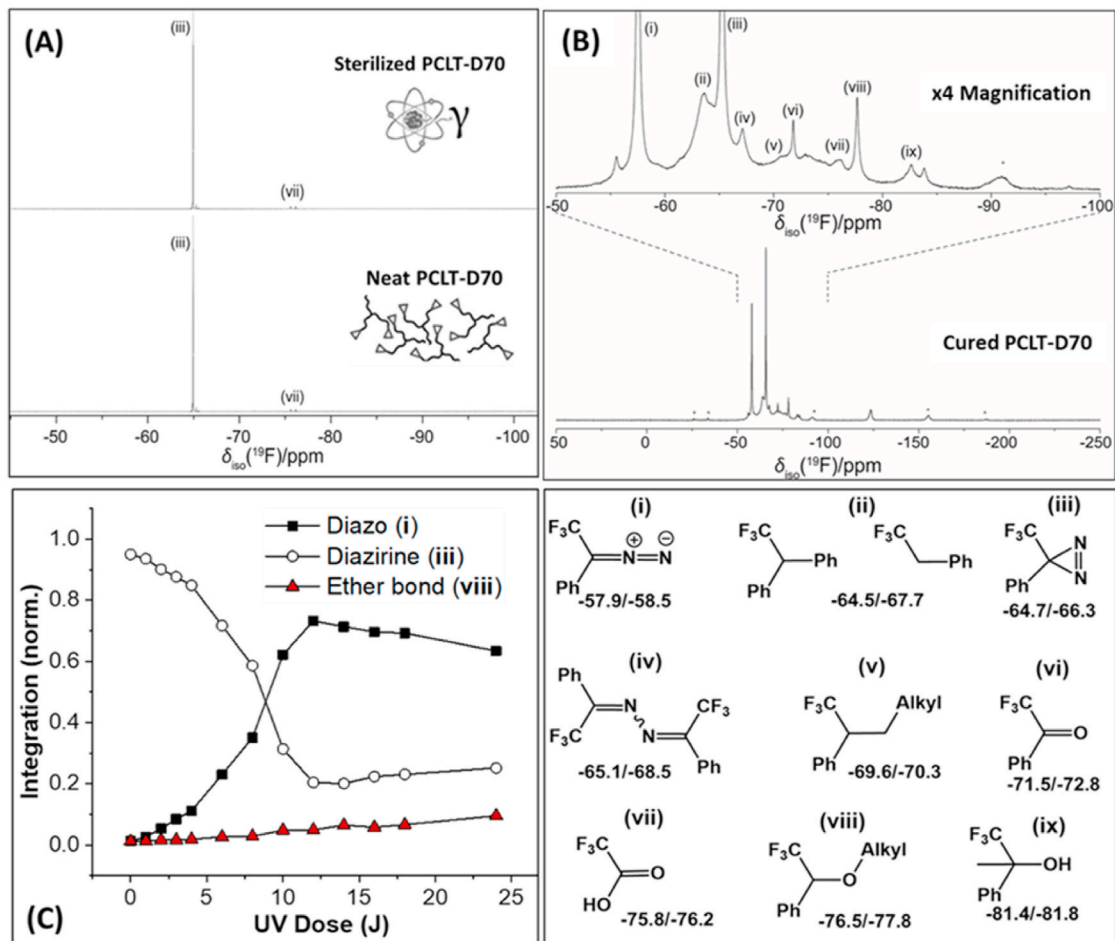 (A)
(iii)
Sterilized PCLT-D70
γ
(vii)
(iii)
Neat PCLT-D70
(vii)
-50 -60 -70 -80 -90 -100
δiso(19F)/ppm
(B)
(i)
(iii)
x4 Magnification
(ii)
(iv)
(v)
(vi)
(vii)
(viii)
(ix)
*
-50 -60 -70 -80 -90 -100
δiso(19F)/ppm
Cured PCLT-D70
* * * * *
50 0 -50 -100 -150 -200 -250
δiso(19F)/ppm
(C)
Integration (norm.)
1.0
0.8
0.6
0.4
0.2
0.0
Diazo (i)
Diazirine (iii)
Ether bond (viii)
0 5 10 15 20 25
UV Dose (J)
(i)
F3C
⊕ ⊖
N N
Ph
-57.9/-58.5
(ii)
F3C
Ph
Ph
F3C
Ph
-64.5/-67.7
(iii)
F3C
N
N
Ph
-64.7/-66.3
(iv)
Ph
N
CF3
F3C
N
Ph
-65.1/-68.5
(v)
Alkyl
F3C
Ph
-69.6/-70.3
(vi)
F3C
O
Ph
-71.5/-72.8
(vii)
F3C
O
HO
-75.8/-76.2
(viii)
F3C
Alkyl
O
Ph
-76.5/-77.8
(ix)
F3C
OH
Ph
-81.4/-81.8